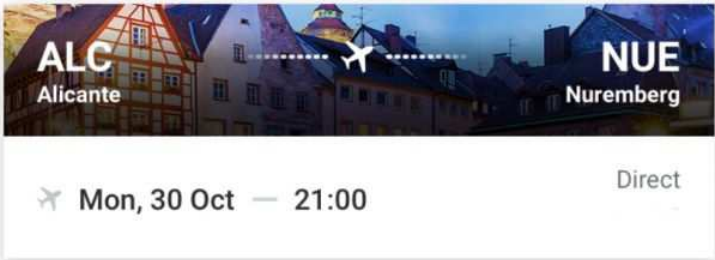 ALC NUE
Alicante Nuremberg
Direct
Mon, 30 Oct — 21:00